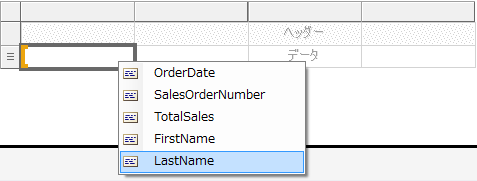 ヘッダー
データ
OrderDate
SalesOrderNumber
TotalSales
FirstName
LastName